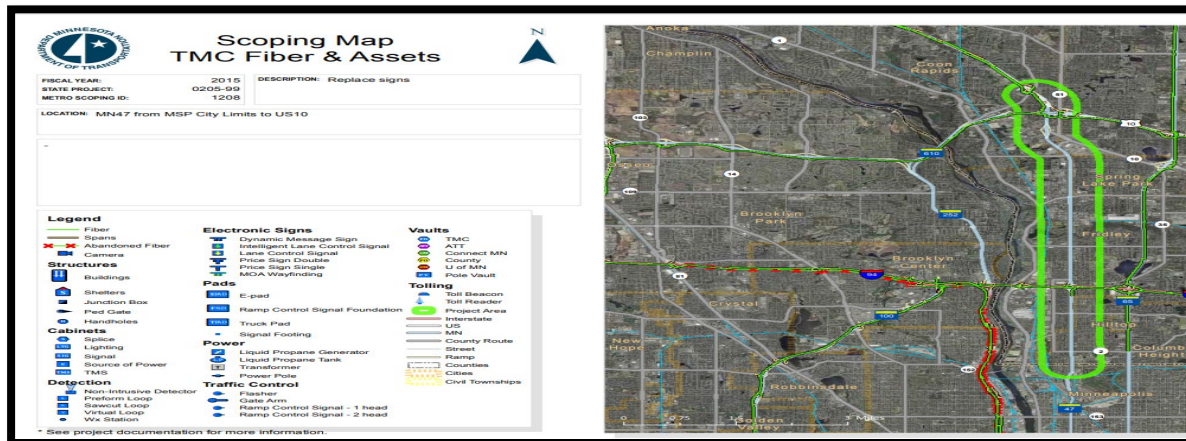 MINNESOTA
DEPARTMENT OF TRANSPORTATION
Scoping Map
TMC Fiber & Assets
N
FISCAL YEAR: 2015
STATE PROJECT: 0205-99
METRO SCOPING ID: 1208
DESCRIPTION: Replace signs
LOCATION: MN47 from MSP City Limits to US10
-
Legend
Fiber
Spans
Abandoned Fiber
Camera
Structures
Buildings
Shelters
Junction Box
Ped Gate
Handholes
Cabinets
Splice
Lighting
Signal
Source of Power
TMS
Detection
Non-Intrusive Detector
Preform Loop
Sawcut Loop
Virtual Loop
Wx Station
Electronic Signs
Dynamic Message Sign
Intelligent Lane Control Signal
Lane Control Signal
Price Sign Double
Price Sign Single
MOA Wayfinding
Pads
E-pad
Ramp Control Signal Foundation
Truck Pad
Signal Footing
Power
Liquid Propane Generator
Liquid Propane Tank
Transformer
Power Pole
Traffic Control
Flasher
Gate Arm
Ramp Control Signal - 1 head
Ramp Control Signal - 2 head
Vaults
TMC
ATT
Connect MN
County
U of MN
Pole Vault
Tolling
Toll Beacon
Toll Reader
Project Area
Interstate
US
MN
County Route
Street
Ramp
Counties
Cities
Civil Townships
* See project documentation for more information.
Anoka
Champlin
Coon
Rapids
103
610
10
14
Spring
Lake Park
Brooklyn
Park
252
Fridley
Brooklyn
Center
81
94
65
Crystal
100
Hilltop
New
Hope
Columbia
Heights
2
152
Robbinsdale
Minneapolis
47
153
Golden
Valley
0
3 Miles